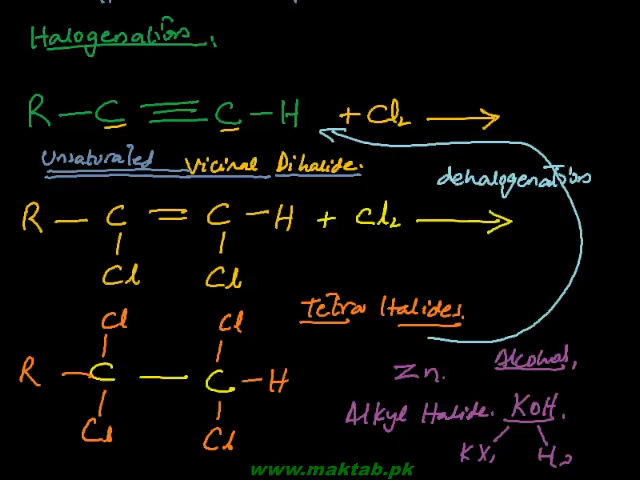 Halogenation.
R — C ≡ C — H + Cl₂ →
Unsaturated Vicinal Dihalide.
dehalogenation
R — C = C — H + Cl₂ →
Cl Cl
Tetra Halides.
Cl Cl
R — C — C — H
Cl Cl
Zn. Alcohol,
Alkyl Halide. KOH.
KX,
www.maktab.pk